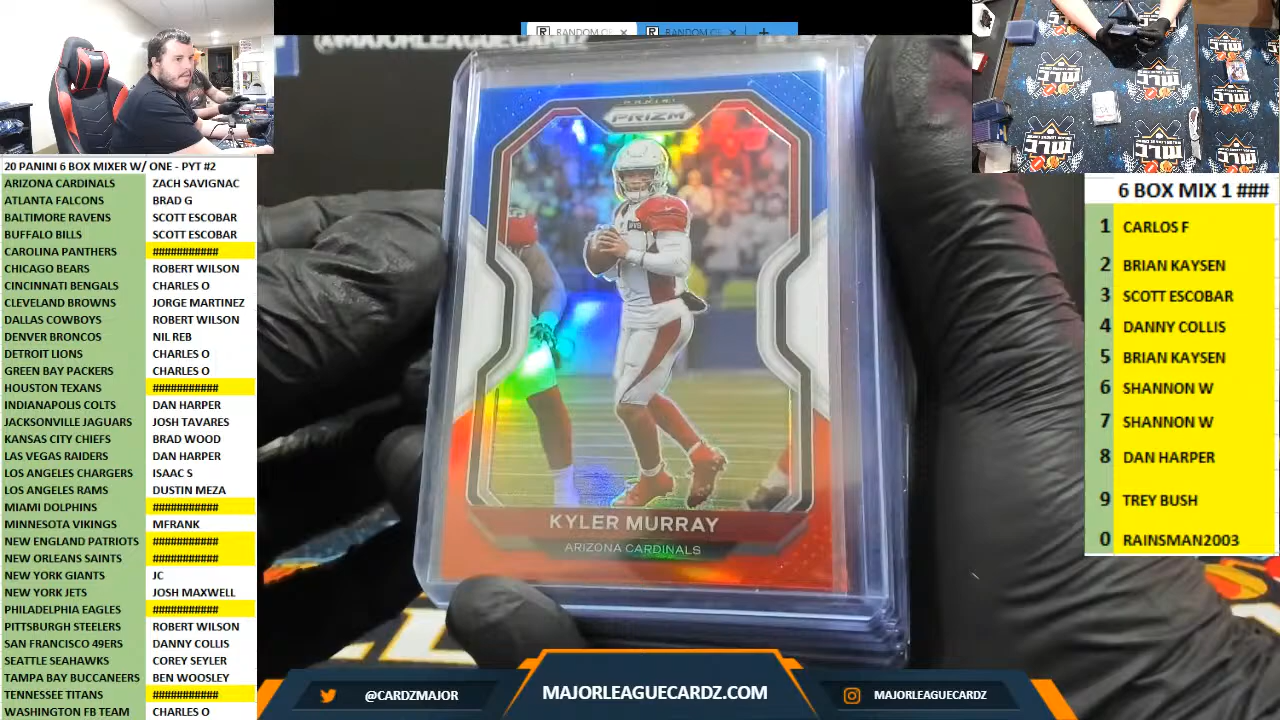 RANDOM
RANDOM
@MAJORLEAGUECARDZ
20 PANINI 6 BOX MIXER W/ ONE - PYT #2
ARIZONA CARDINALS ZACH SAVIGNAC
ATLANTA FALCONS BRAD G
BALTIMORE RAVENS SCOTT ESCOBAR
BUFFALO BILLS SCOTT ESCOBAR
CAROLINA PANTHERS ###########
CHICAGO BEARS ROBERT WILSON
CINCINNATI BENGALS CHARLES O
CLEVELAND BROWNS JORGE MARTINEZ
DALLAS COWBOYS ROBERT WILSON
DENVER BRONCOS NIL REB
DETROIT LIONS CHARLES O
GREEN BAY PACKERS CHARLES O
HOUSTON TEXANS ###########
INDIANAPOLIS COLTS DAN HARPER
JACKSONVILLE JAGUARS JOSH TAVARES
KANSAS CITY CHIEFS BRAD WOOD
LAS VEGAS RAIDERS DAN HARPER
LOS ANGELES CHARGERS ISAAC S
LOS ANGELES RAMS DUSTIN MEZA
MIAMI DOLPHINS ###########
MINNESOTA VIKINGS MFRANK
NEW ENGLAND PATRIOTS ###########
NEW ORLEANS SAINTS ###########
NEW YORK GIANTS JC
NEW YORK JETS JOSH MAXWELL
PHILADELPHIA EAGLES ###########
PITTSBURGH STEELERS ROBERT WILSON
SAN FRANCISCO 49ERS DANNY COLLIS
SEATTLE SEAHAWKS COREY SEYLER
TAMPA BAY BUCCANEERS BEN WOOSLEY
TENNESSEE TITANS ###########
WASHINGTON FB TEAM CHARLES O
PANINI
PRIZM
KYLER MURRAY
ARIZONA CARDINALS
6 BOX MIX 1 ###
1 CARLOS F
2 BRIAN KAYSEN
3 SCOTT ESCOBAR
4 DANNY COLLIS
5 BRIAN KAYSEN
6 SHANNON W
7 SHANNON W
8 DAN HARPER
9 TREY BUSH
0 RAINSMAN2003
@CARDZMAJOR
MAJORLEAGUECARDZ.COM
MAJORLEAGUECARDZ